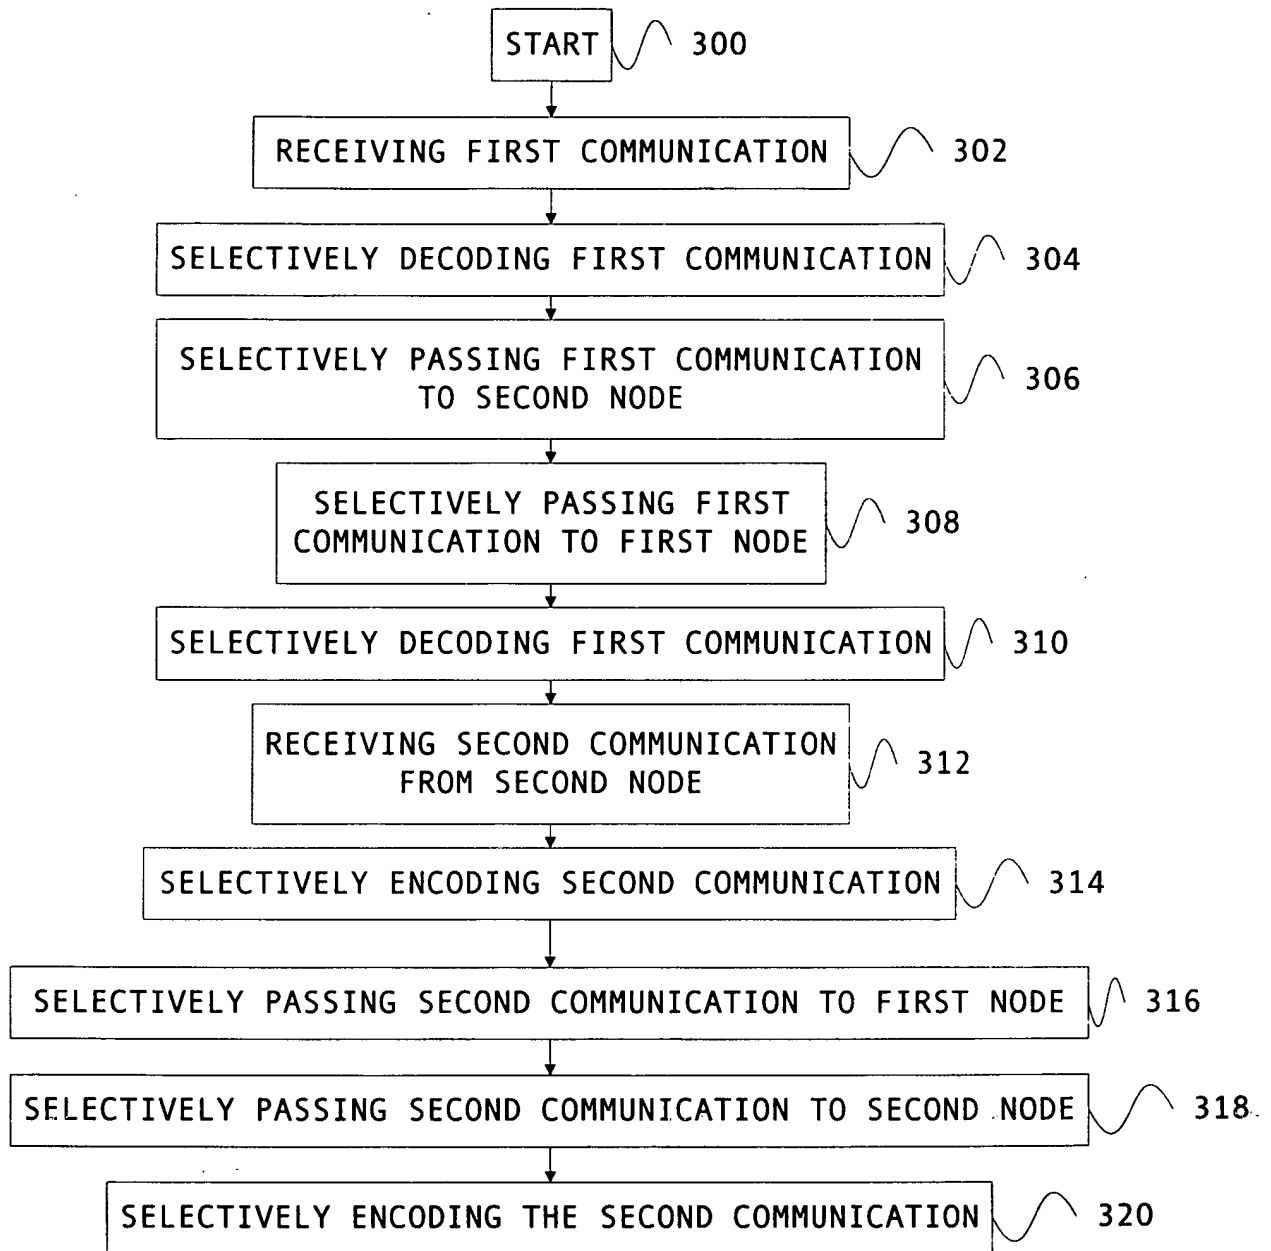 START 300
RECEIVING FIRST COMMUNICATION 302
SELECTIVELY DECODING FIRST COMMUNICATION 304
SELECTIVELY PASSING FIRST COMMUNICATION
TO SECOND NODE
306
SELECTIVELY PASSING FIRST
COMMUNICATION TO FIRST NODE
308
SELECTIVELY DECODING FIRST COMMUNICATION 310
RECEIVING SECOND COMMUNICATION
FROM SECOND NODE
312
SELECTIVELY ENCODING SECOND COMMUNICATION 314
SELECTIVELY PASSING SECOND COMMUNICATION TO FIRST NODE 316
SELECTIVELY PASSING SECOND COMMUNICATION TO SECOND NODE 318
SELECTIVELY ENCODING THE SECOND COMMUNICATION 320